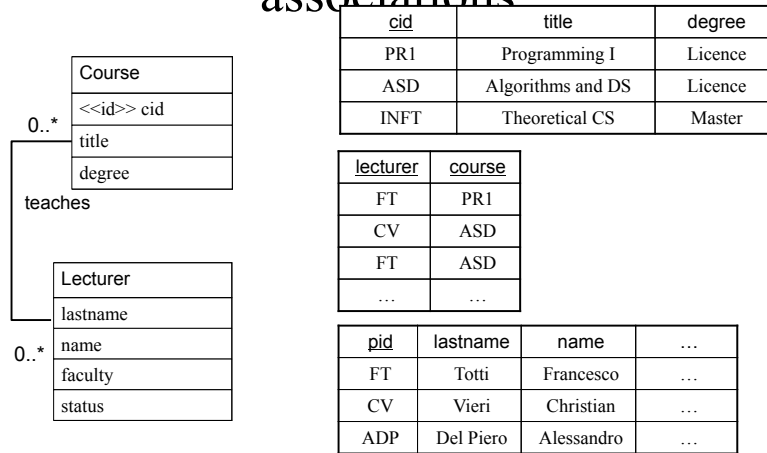 associations
Course
<<id>> cid
title
degree
0..*
teaches
Lecturer
lastname
name
faculty
status
0..*
cid title degree
PR1 Programming I Licence
ASD Algorithms and DS Licence
INFT Theoretical CS Master
lecturer course
FT PR1
CV ASD
FT ASD
… …
pid lastname name …
FT Totti Francesco …
CV Vieri Christian …
ADP Del Piero Alessandro …